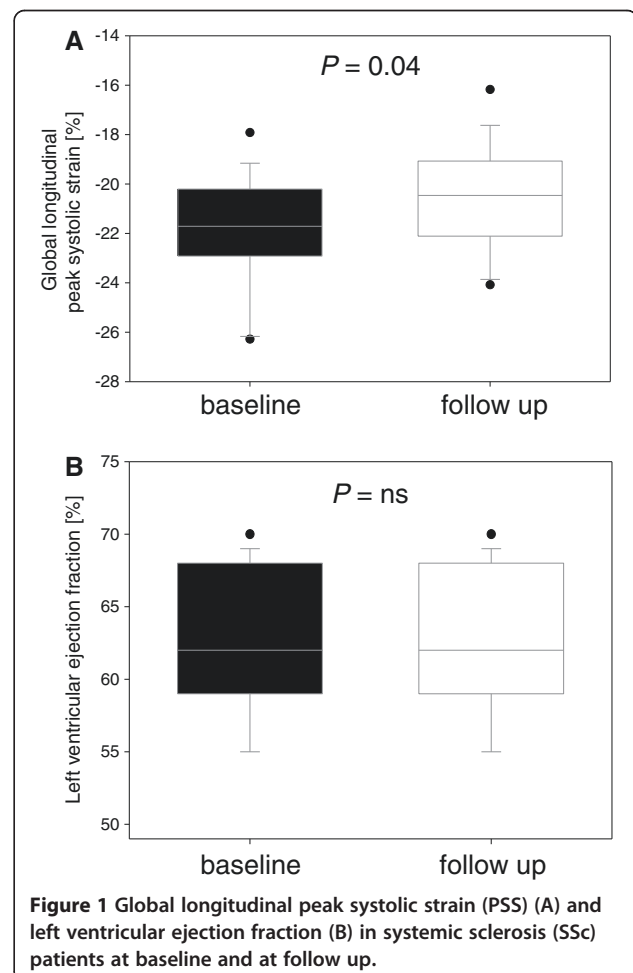 A
P = 0.04
Global longitudinal
peak systolic strain [%]
-14
-16
-18
-20
-22
-24
-26
-28
baseline
follow up
B
P = ns
Left ventricular ejection fraction [%]
75
70
65
60
55
50
baseline
follow up
Figure 1 Global longitudinal peak systolic strain (PSS) (A) and
left ventricular ejection fraction (B) in systemic sclerosis (SSc)
patients at baseline and at follow up.